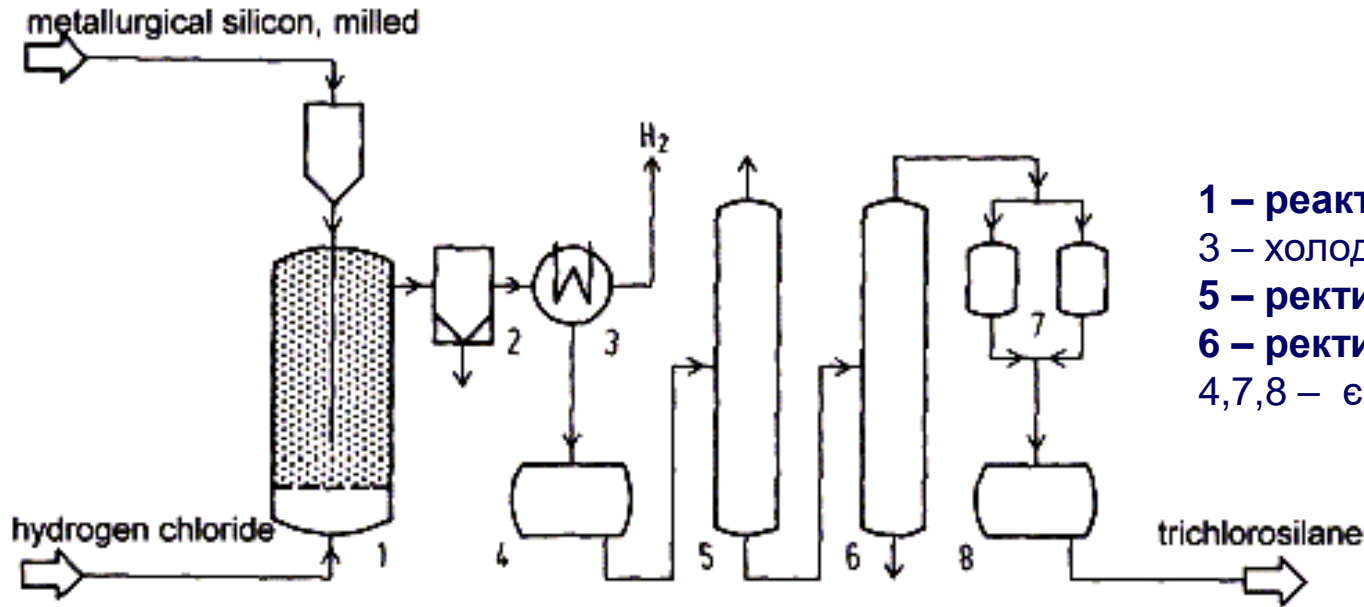 metallurgical silicon, milled
H₂
1 – реакт
3 – холод
5 – ректи
6 – ректи
4,7,8 – є
2
3
7
hydrogen chloride
1
4
5
6
8
trichlorosilane